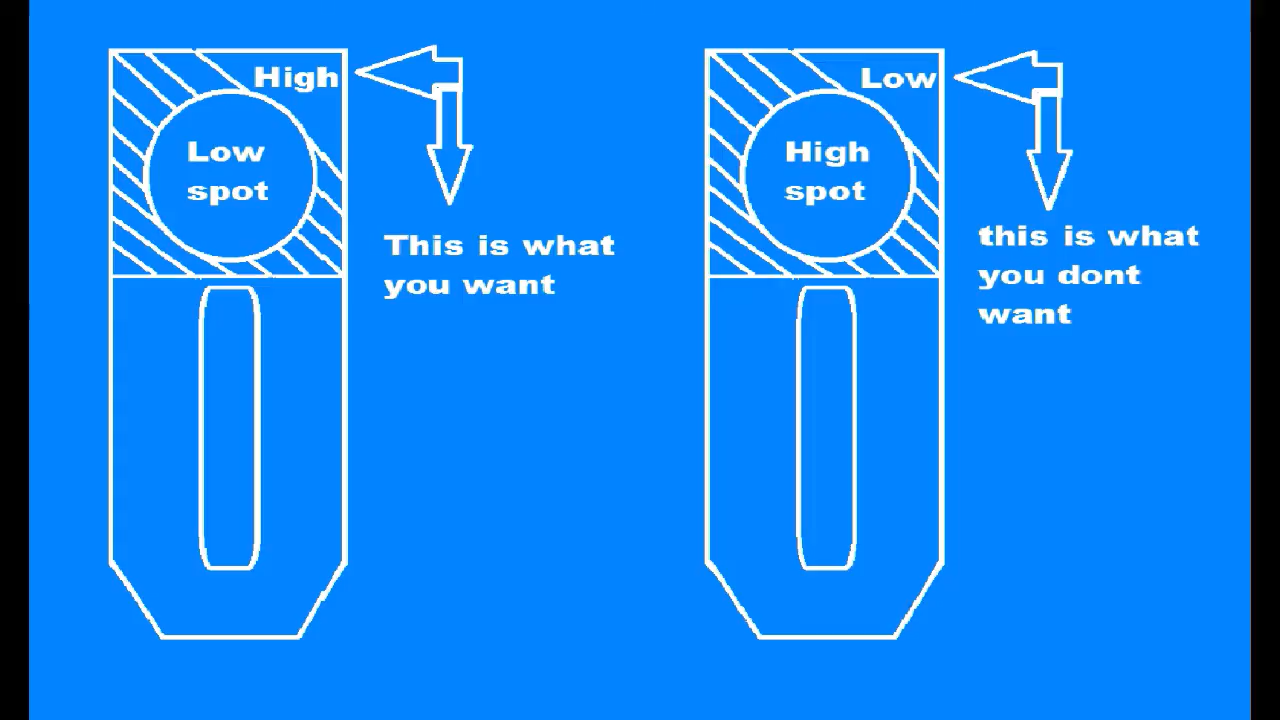 High
Low
spot
This is what
you want
Low
High
spot
this is what
you dont
want